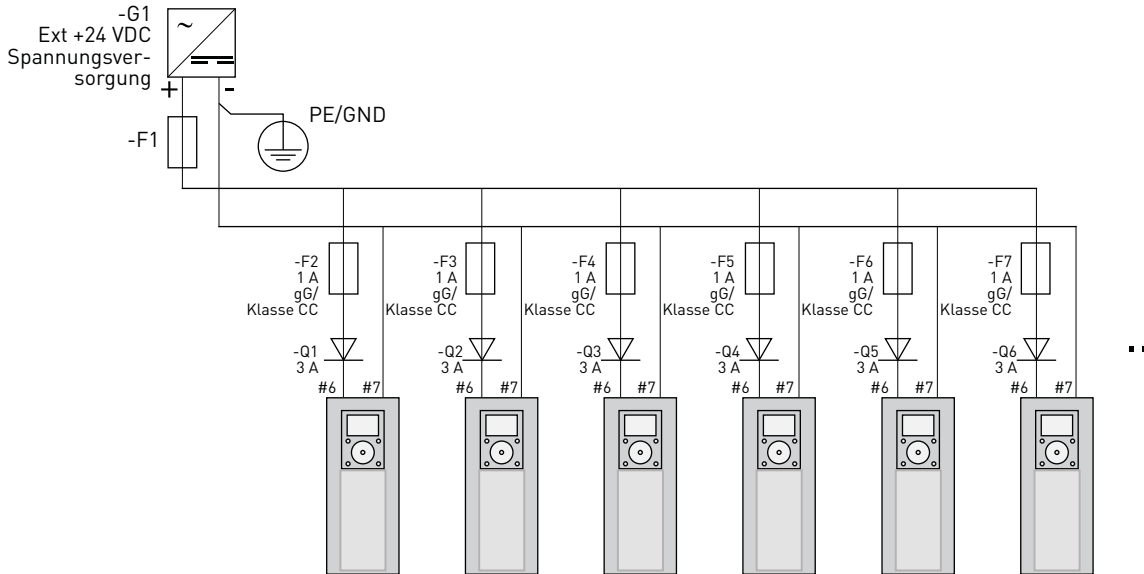 -G1
Ext +24 VDC
Spannungsver-
sorgung
~
+ -
PE/GND
-F1
-F2
1 A
gG/
Klasse CC
-F3
1 A
gG/
Klasse CC
-F4
1 A
gG/
Klasse CC
-F5
1 A
gG/
Klasse CC
-F6
1 A
gG/
Klasse CC
-F7
1 A
gG/
Klasse CC
-Q1
3 A
-Q2
3 A
-Q3
3 A
-Q4
3 A
-Q5
3 A
-Q6
3 A
#6 #7 #6 #7 #6 #7 #6 #7 #6 #7 #6 #7